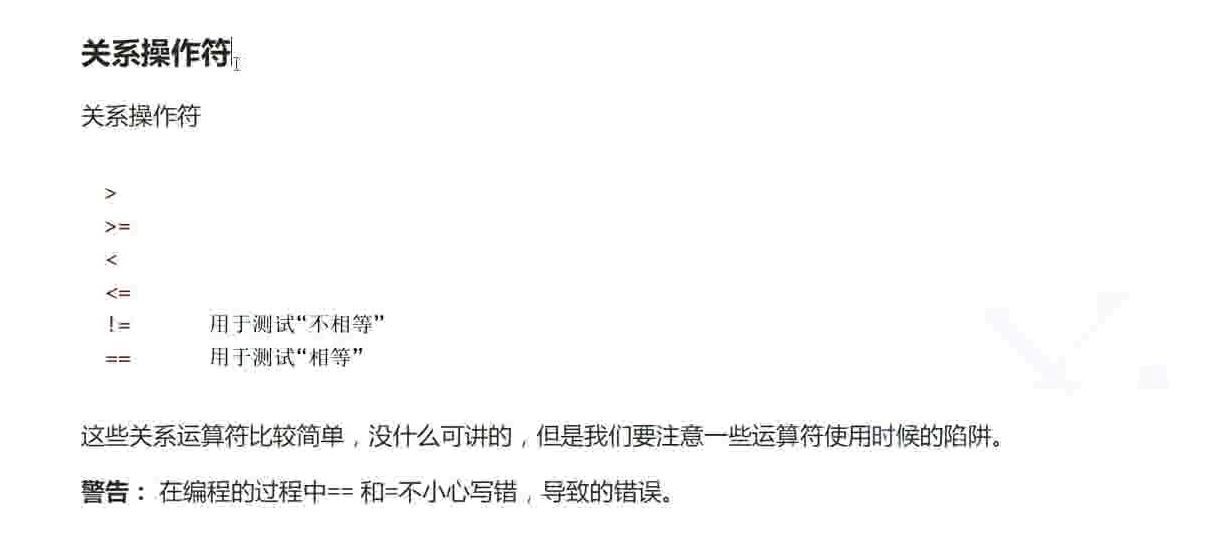 关系操作符
关系操作符
>
>=
<
<=
!= 用于测试“不相等”
== 用于测试“相等”
这些关系运算符比较简单，没什么可讲的，但是我们要注意一些运算符使用时候的陷阱。
警告： 在编程的过程中== 和=不小心写错，导致的错误。